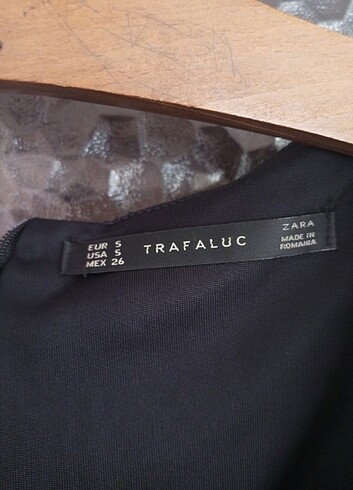 EUR S
USA S
MEX 26
TRAFALUC
ZARA
MADE IN
ROMANIA